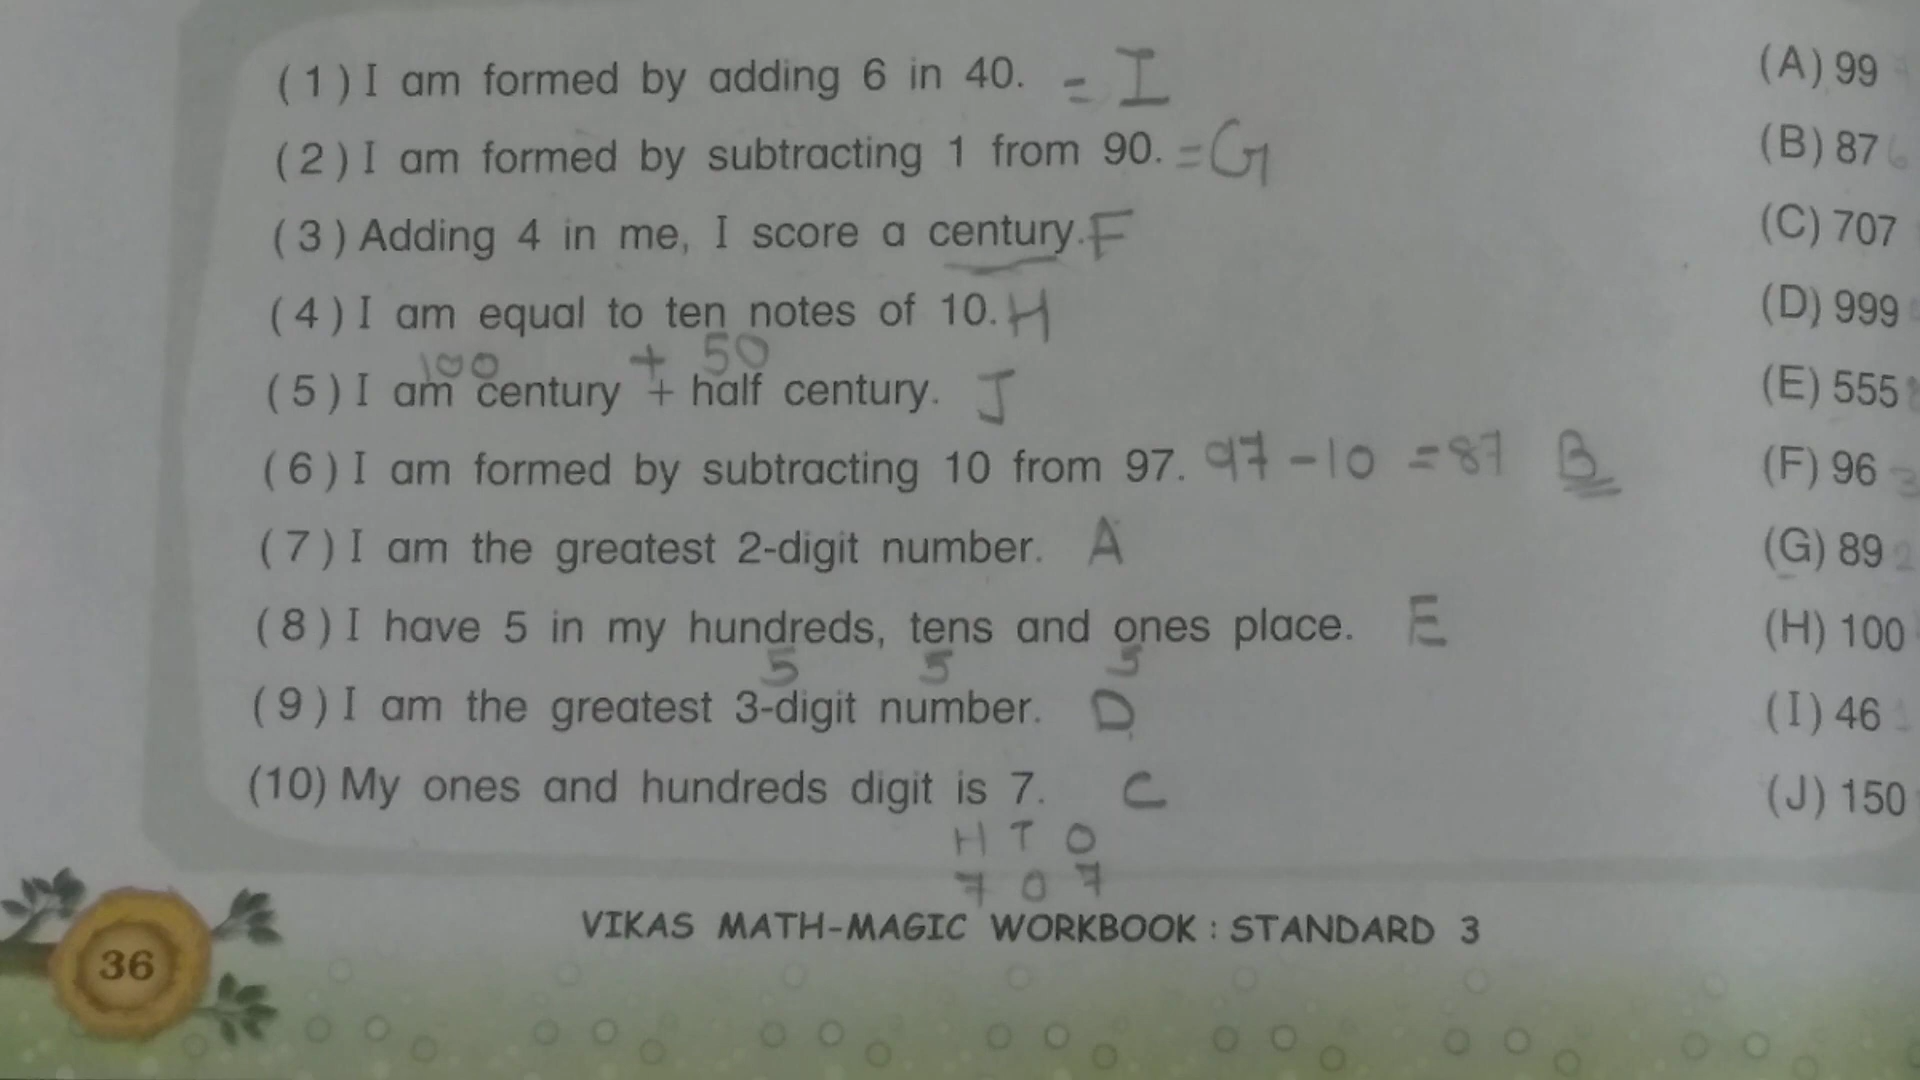 (1) I am formed by adding 6 in 40. = I (A) 99
(2) I am formed by subtracting 1 from 90. = G (B) 87 6
(3) Adding 4 in me, I score a century. F (C) 707
(4) I am equal to ten notes of 10. H (D) 999
100 + 50
(5) I am century + half century. J (E) 555
(6) I am formed by subtracting 10 from 97. 97 - 10 = 87 B (F) 96 3
(7) I am the greatest 2-digit number. A (G) 89 2
(8) I have 5 in my hundreds, tens and ones place. E (H) 100
5 5 5
(9) I am the greatest 3-digit number. D (I) 46
(10) My ones and hundreds digit is 7. C (J) 150
H T O
7 0 7
VIKAS MATH-MAGIC WORKBOOK : STANDARD 3
36